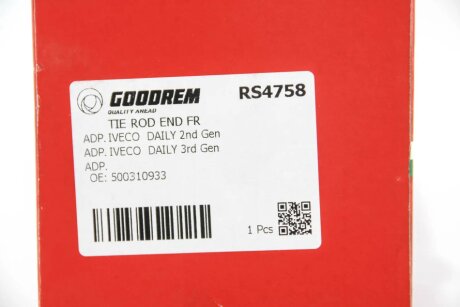 GOODREM
QUALITY AHEAD
RS4758
TIE ROD END FR
ADP. IVECO DAILY 2nd Gen
ADP. IVECO DAILY 3rd Gen
ADP.
OE: 500310933
1 Pcs